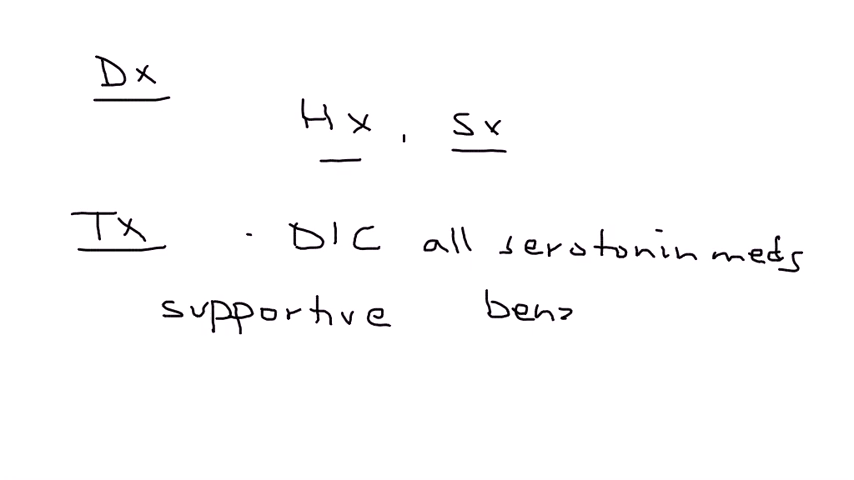 Dx
Hx, Sx
Tx · D/C all serotonin meds
supportive benz